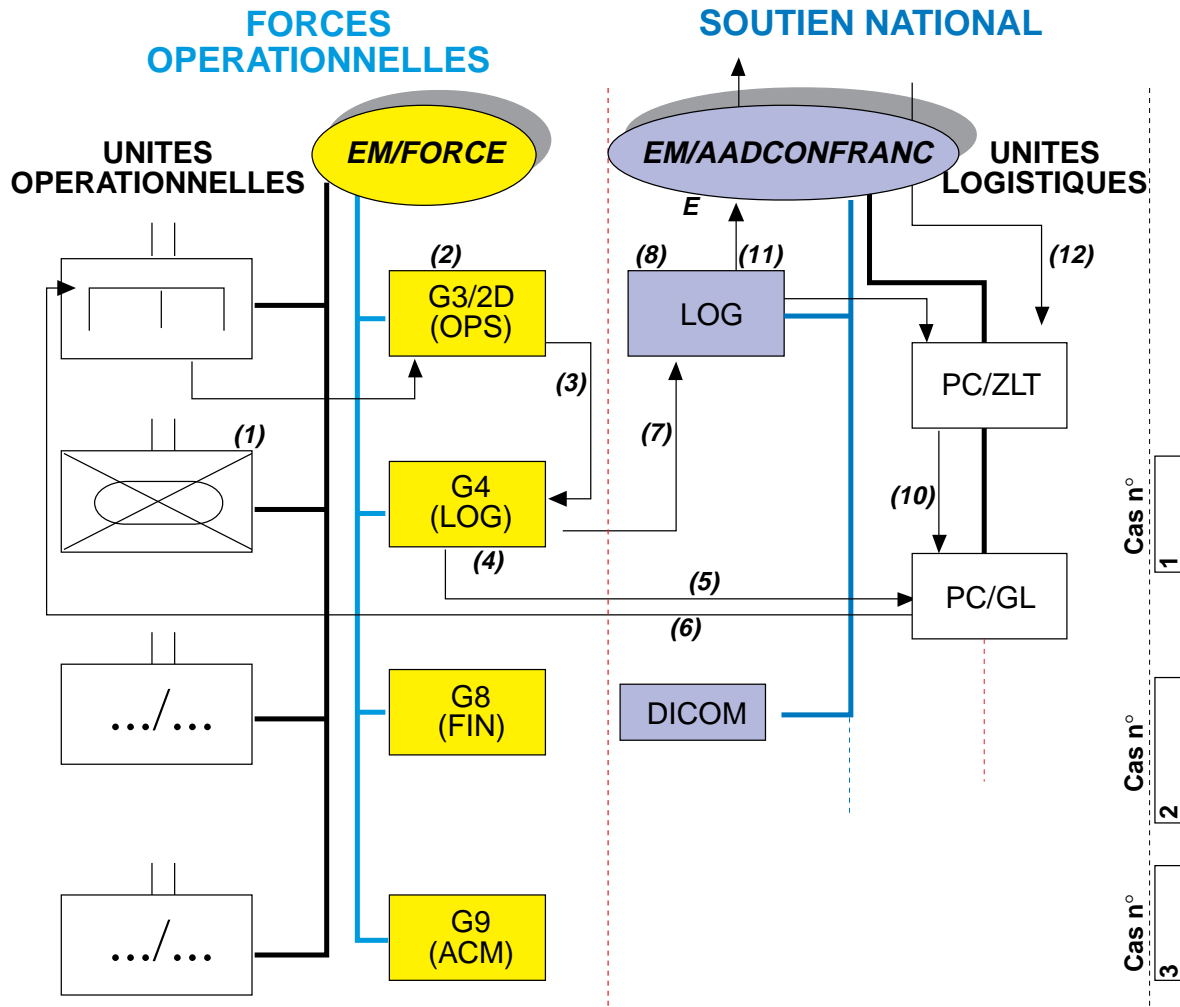 FORCES
OPERATIONNELLES
SOUTIEN NATIONAL
EM/FORCE
EM/AADCONFRANC
UNITES
OPERATIONNELLES
UNITES
LOGISTIQUES
E
(2)
(8)
(11)
(12)
G3/2D
(OPS)
LOG
(3)
PC/ZLT
(1)
(7)
G4
(LOG)
(10)
(4)
(5)
PC/GL
(6)
Cas n°
1
.../...
G8
(FIN)
DICOM
Cas n°
2
.../...
G9
(ACM)
Cas n°
3